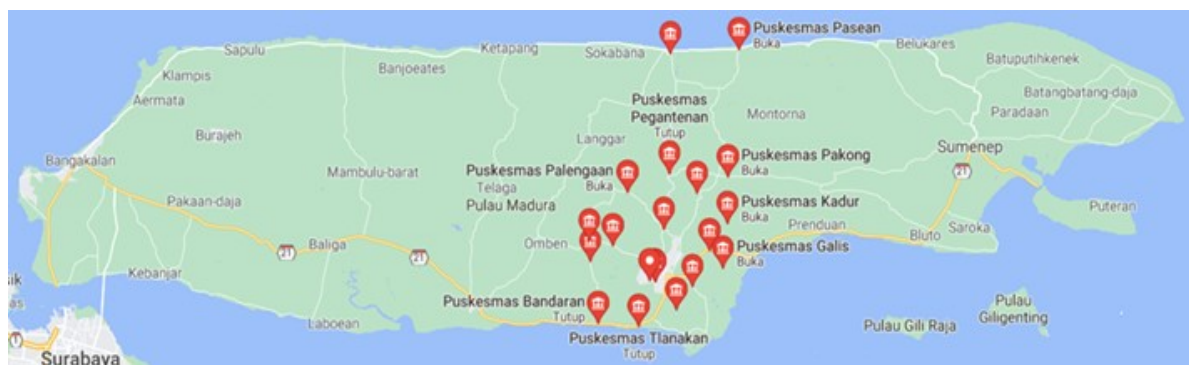 Puskesmas Pasean
Buka
Sapulu
Ketapang
Sokabana
Belukares
Klampis
Banjoeates
Batuputihkenek
Aermata
Puskesmas
Pegantenan
Tutup
Montorna
Batangbatang-daja
Paradaan
Burajeh
Langgar
Sumenep
Bangakalan
Mambulu-barat
Puskesmas Palengaan
Buka
Puskesmas Pakong
Buka
21
Pakaan-daja
Telaga
Pulau Madura
Puskesmas Kadur
Buka
Puteran
Prenduan
Saroka
Bluto
21
Baliga
21
Omben
Puskesmas Galis
Buka
Kebanjar
sik
as
Laboean
Puskesmas Bandaran
Tutup
Pulau
Giligenting
Pulau Gili Raja
Puskesmas Tlanakan
Tutup
1
Surabaya